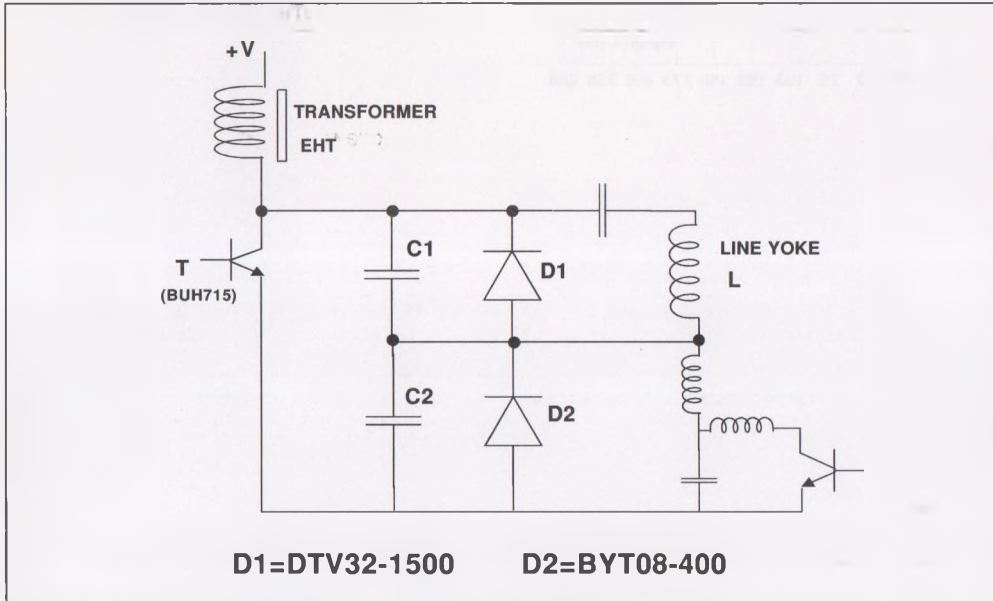 +V
TRANSFORMER
EHT
T
(BUH715)
C1
D1
LINE YOKE
L
C2
D2
D1=DTV32-1500 D2=BYT08-400